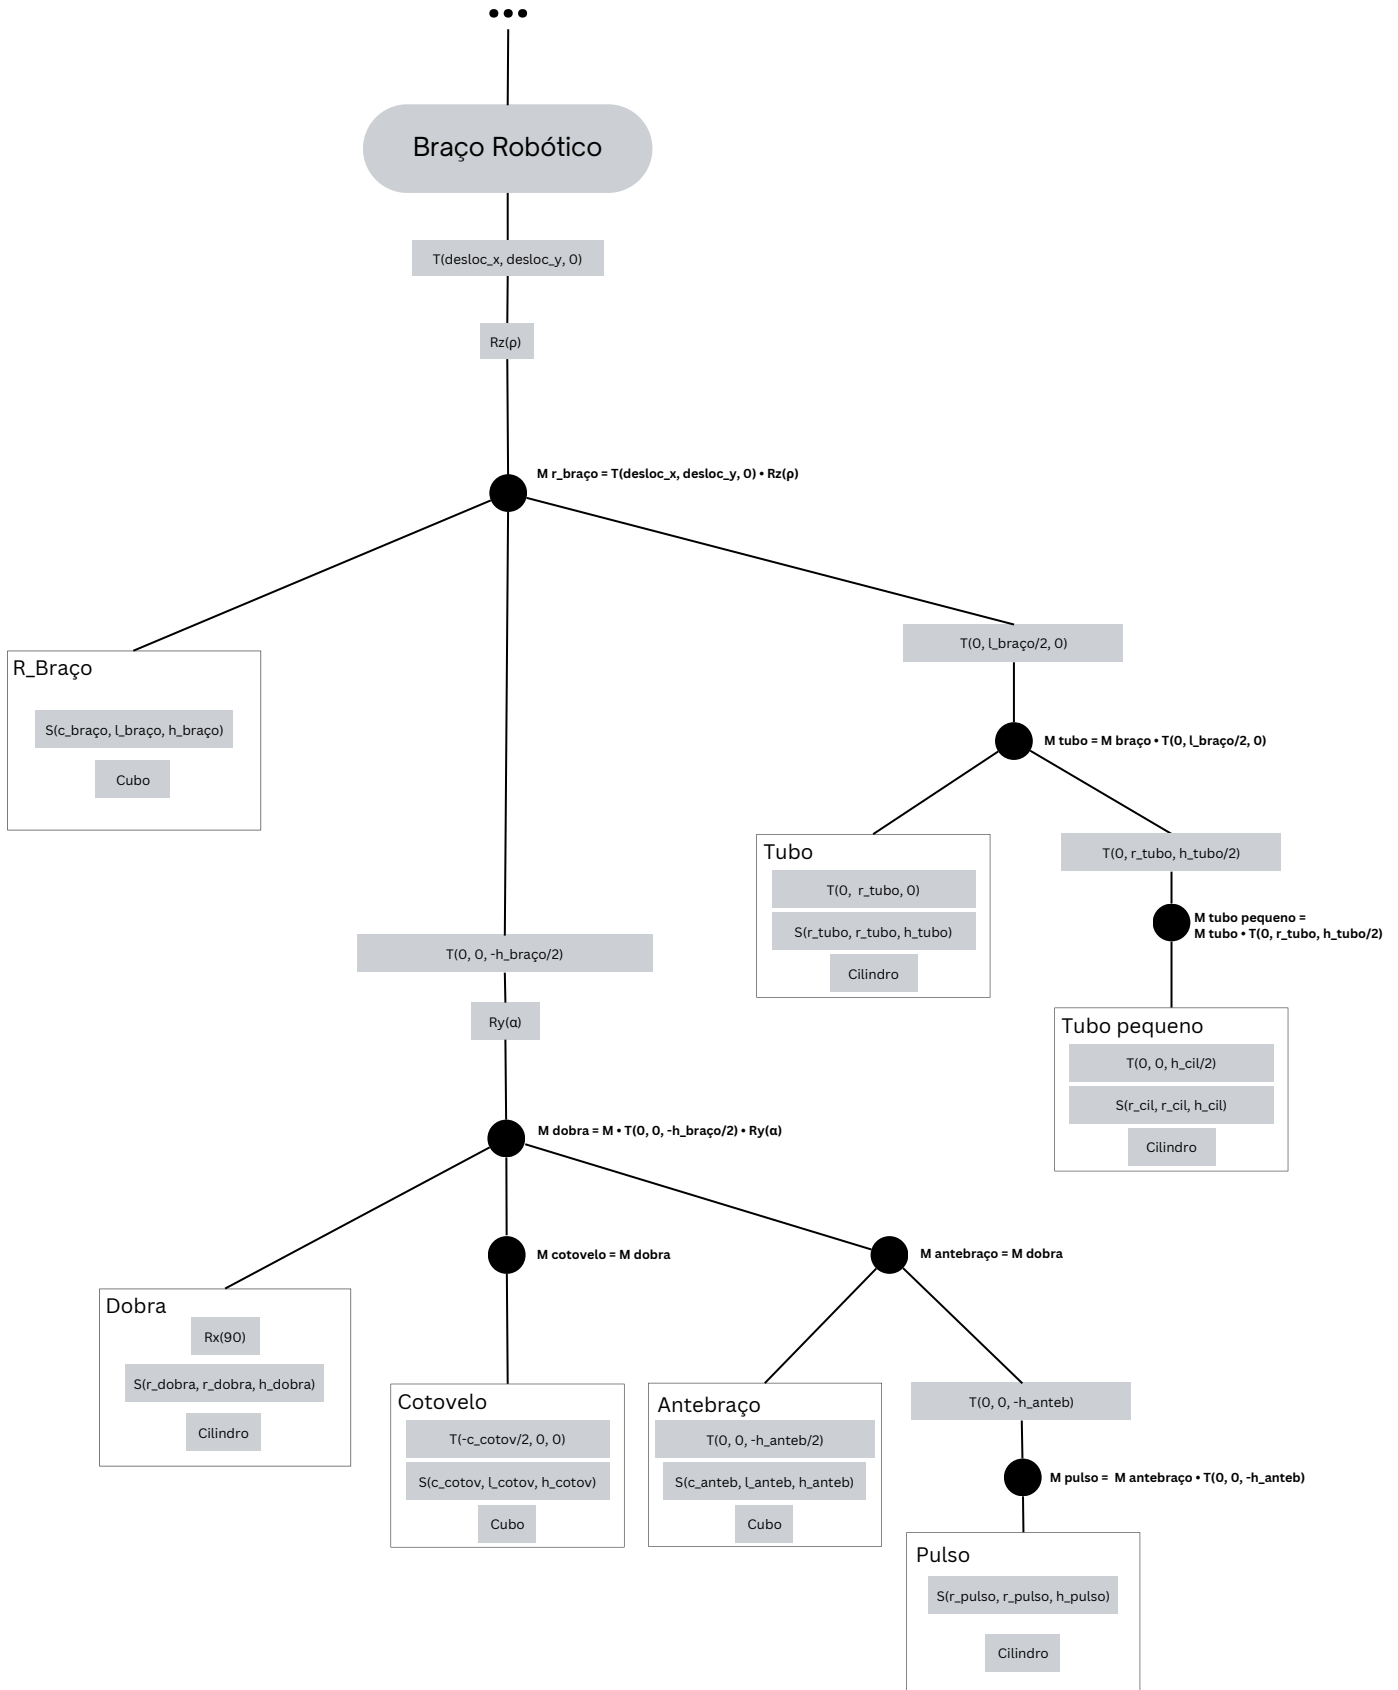 •••
Braço Robótico
T(desloc_x, desloc_y, 0)
Rz(ρ)
M r_braço = T(desloc_x, desloc_y, 0) • Rz(ρ)
R_Braço
S(c_braço, l_braço, h_braço)
Cubo
T(0, l_braço/2, 0)
M tubo = M braço • T(0, l_braço/2, 0)
Tubo
T(0, r_tubo, 0)
S(r_tubo, r_tubo, h_tubo)
Cilindro
T(0, r_tubo, h_tubo/2)
M tubo pequeno =
M tubo • T(0, r_tubo, h_tubo/2)
Tubo pequeno
T(0, 0, h_cil/2)
S(r_cil, r_cil, h_cil)
Cilindro
T(0, 0, -h_braço/2)
Ry(α)
M dobra = M • T(0, 0, -h_braço/2) • Ry(α)
M cotovelo = M dobra
M antebraço = M dobra
Dobra
Rx(90)
S(r_dobra, r_dobra, h_dobra)
Cilindro
Cotovelo
T(-c_cotov/2, 0, 0)
S(c_cotov, l_cotov, h_cotov)
Cubo
Antebraço
T(0, 0, -h_anteb/2)
S(c_anteb, l_anteb, h_anteb)
Cubo
T(0, 0, -h_anteb)
M pulso = M antebraço • T(0, 0, -h_anteb)
Pulso
S(r_pulso, r_pulso, h_pulso)
Cilindro